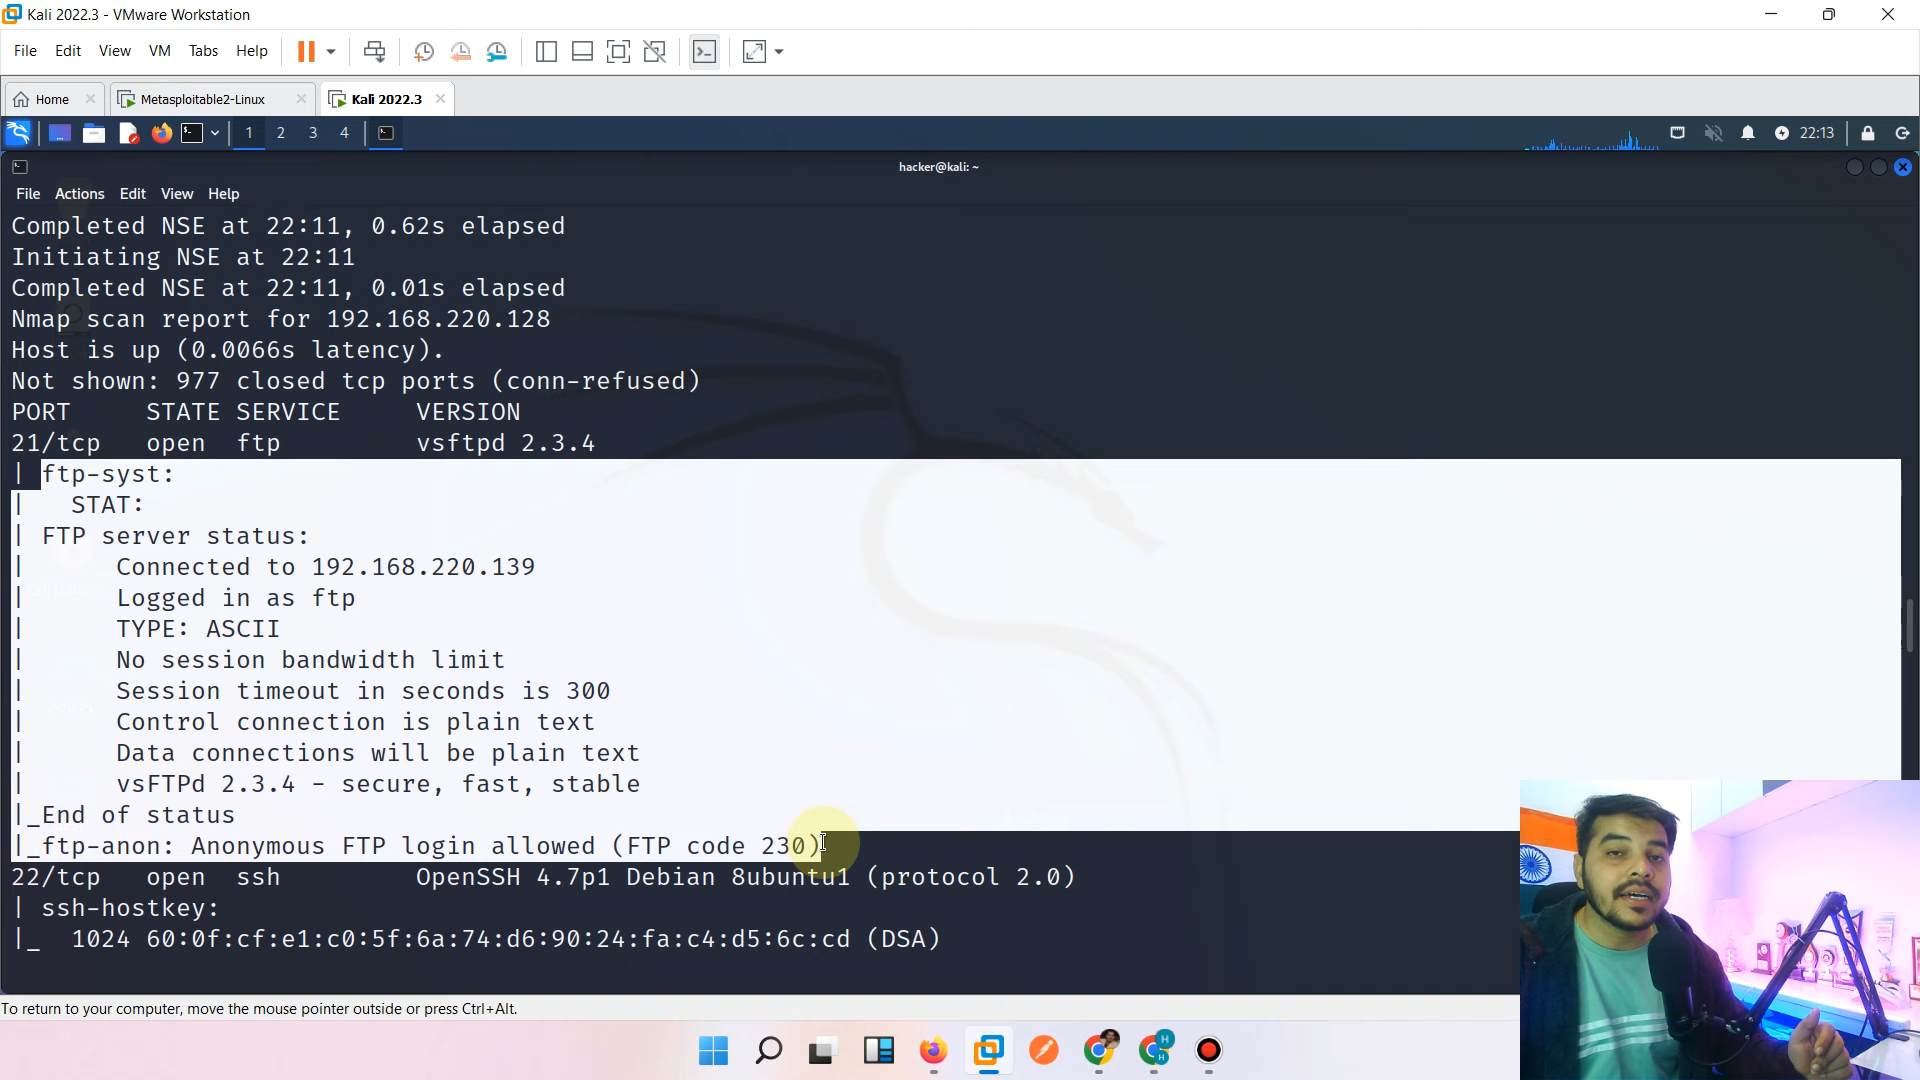 Kali 2022.3 - VMware Workstation
File Edit View VM Tabs Help
Home Metasploitable2-Linux Kali 2022.3
1 2 3 4 22:13
hacker@kali: ~
File Actions Edit View Help
Completed NSE at 22:11, 0.62s elapsed
Initiating NSE at 22:11
Completed NSE at 22:11, 0.01s elapsed
Nmap scan report for 192.168.220.128
Host is up (0.0066s latency).
Not shown: 977 closed tcp ports (conn-refused)
PORT STATE SERVICE VERSION
21/tcp open ftp vsftpd 2.3.4
| ftp-syst:
| STAT:
| FTP server status:
| Connected to 192.168.220.139
| Logged in as ftp
| TYPE: ASCII
| No session bandwidth limit
| Session timeout in seconds is 300
| Control connection is plain text
| Data connections will be plain text
| vsFTPd 2.3.4 - secure, fast, stable
|_End of status
|_ftp-anon: Anonymous FTP login allowed (FTP code 230)
22/tcp open ssh OpenSSH 4.7p1 Debian 8ubuntu1 (protocol 2.0)
| ssh-hostkey:
|_ 1024 60:0f:cf:e1:c0:5f:6a:74:d6:90:24:fa:c4:d5:6c:cd (DSA)
To return to your computer, move the mouse pointer outside or press Ctrl+Alt.
H
H